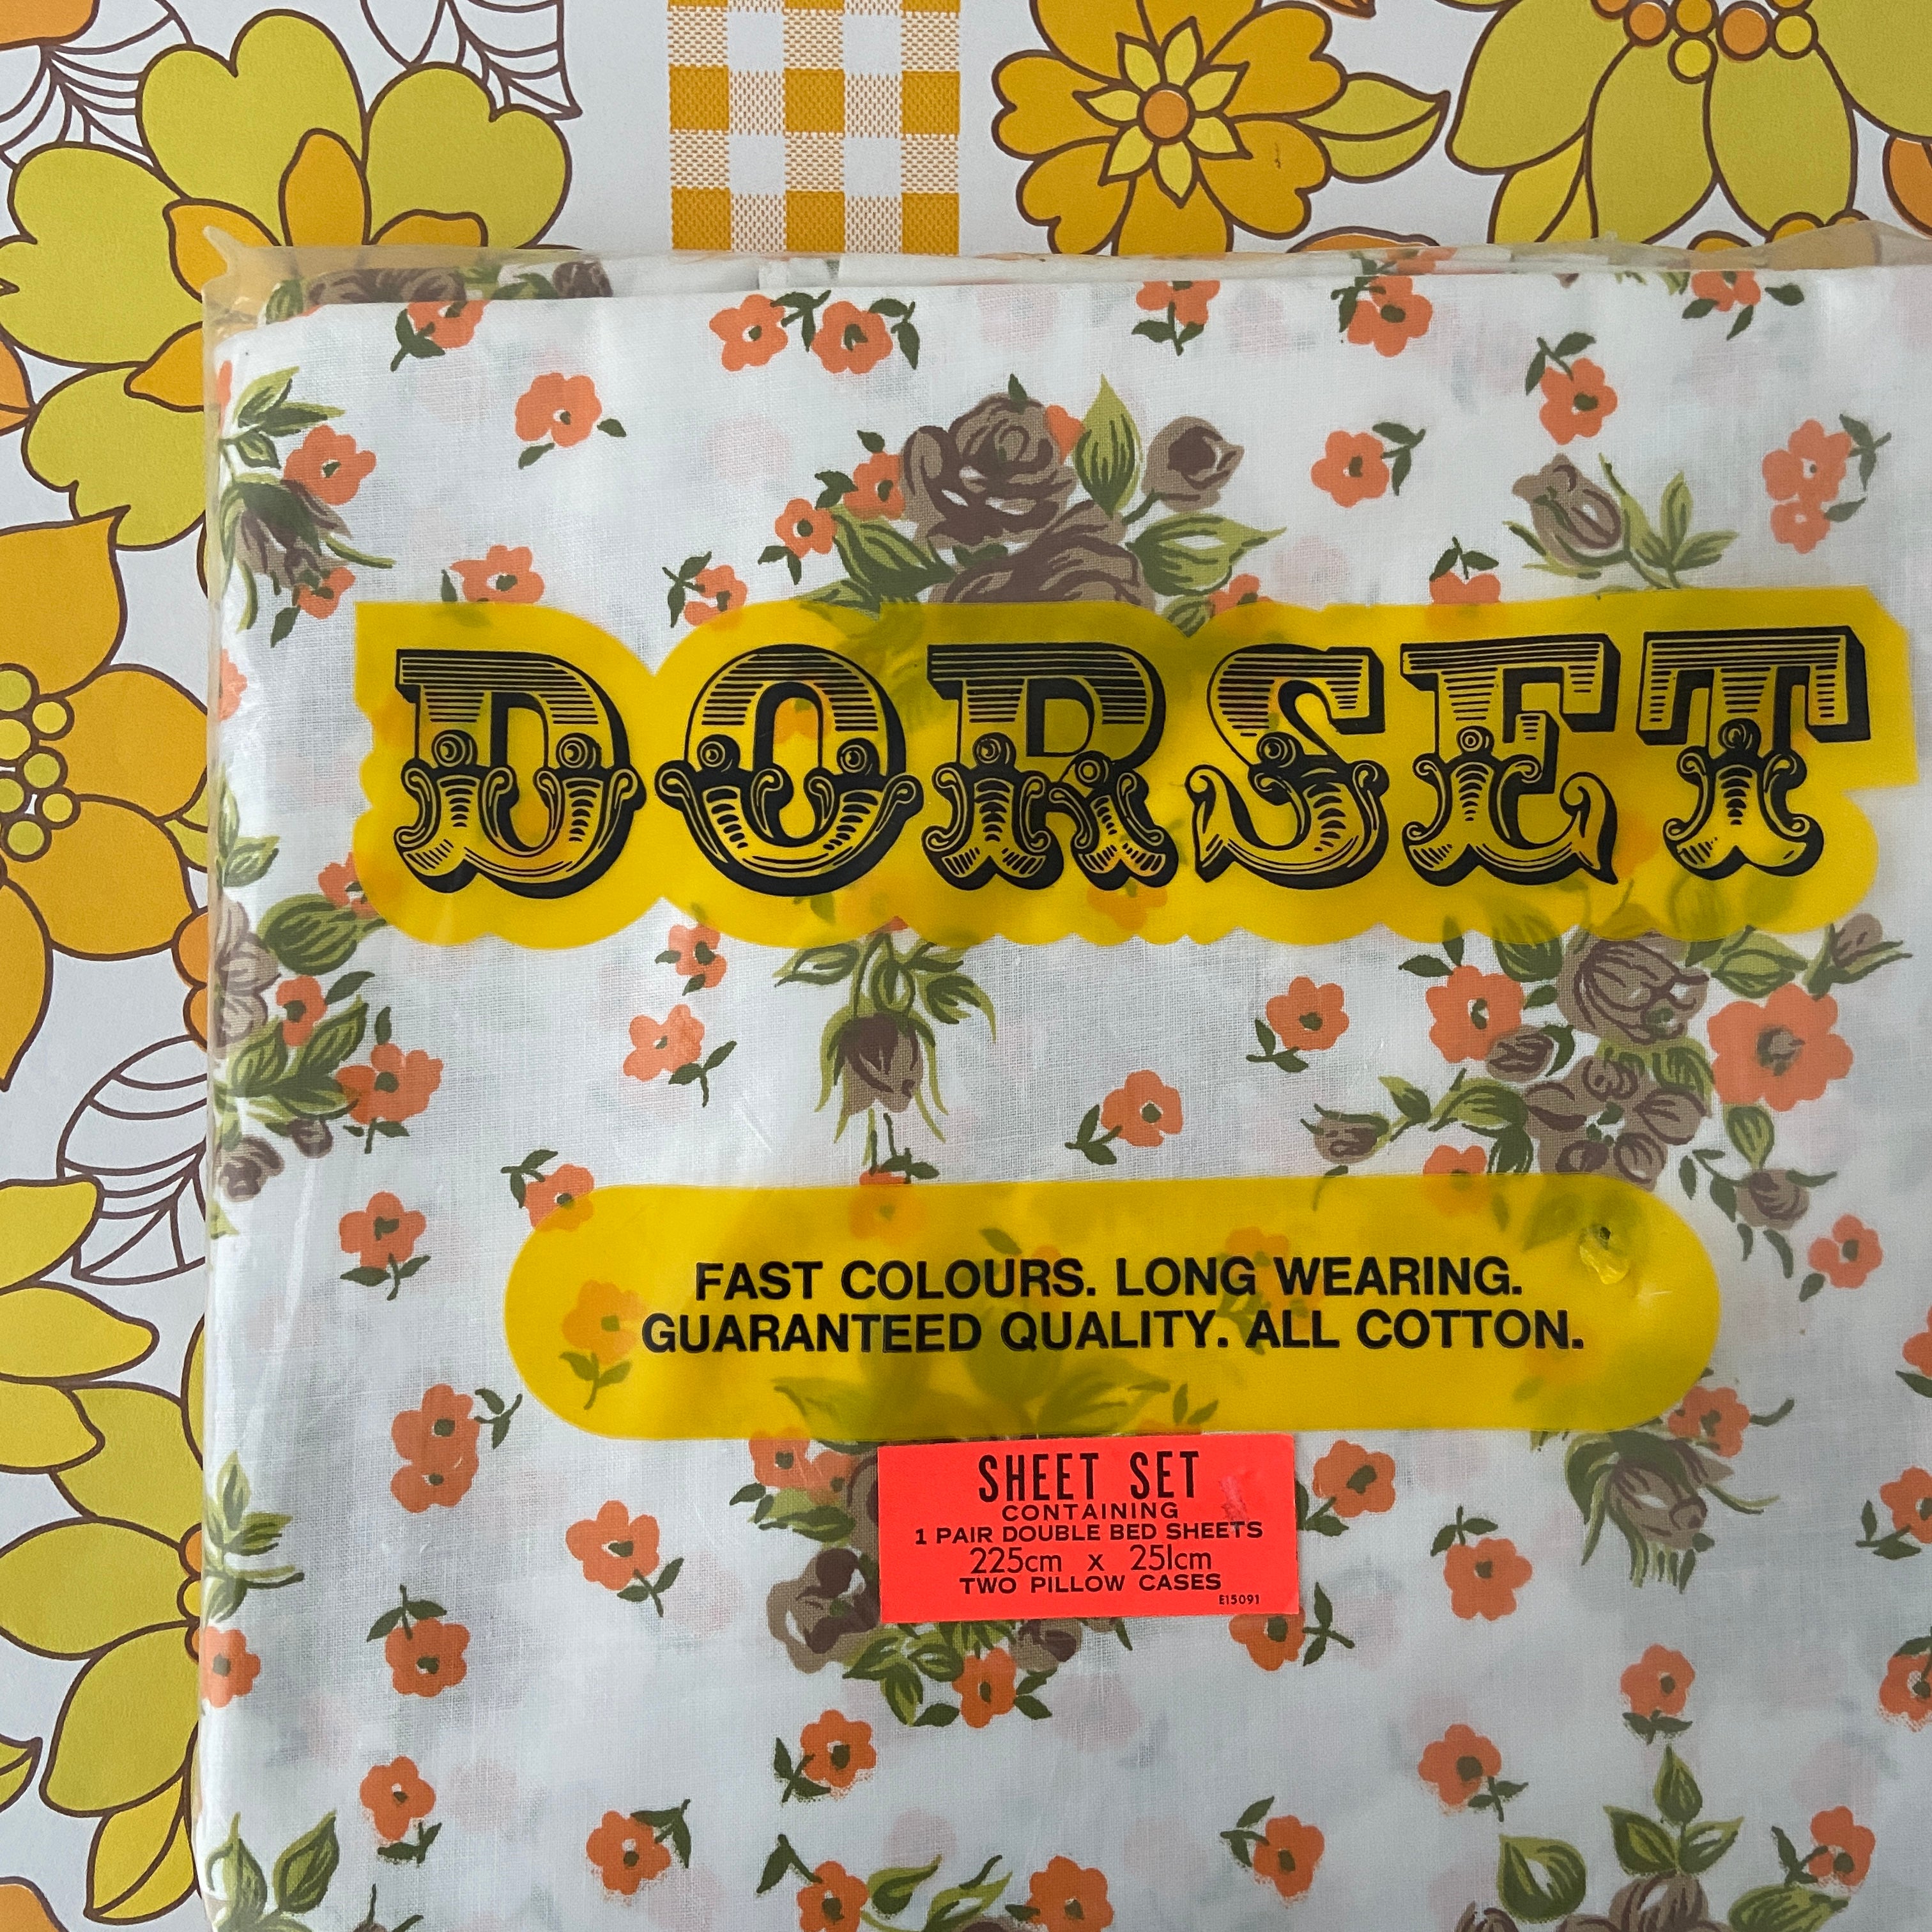 DORSET
FAST COLOURS. LONG WEARING.
GUARANTEED QUALITY. ALL COTTON.
SHEET SET
CONTAINING
1 PAIR DOUBLE BED SHEETS
225cm x 251cm
TWO PILLOW CASES
E15091